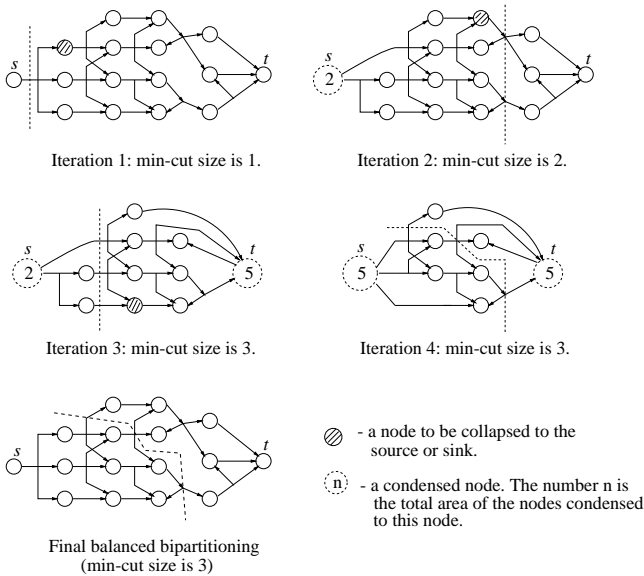 s
t
Iteration 1: min-cut size is 1.
s
2
t
Iteration 2: min-cut size is 2.
s
2
t
5
Iteration 3: min-cut size is 3.
s
5
t
5
Iteration 4: min-cut size is 3.
s
t
Final balanced bipartitioning
(min-cut size is 3)
- a node to be collapsed to the
source or sink.
n
- a condensed node. The number n is
the total area of the nodes condensed
to this node.